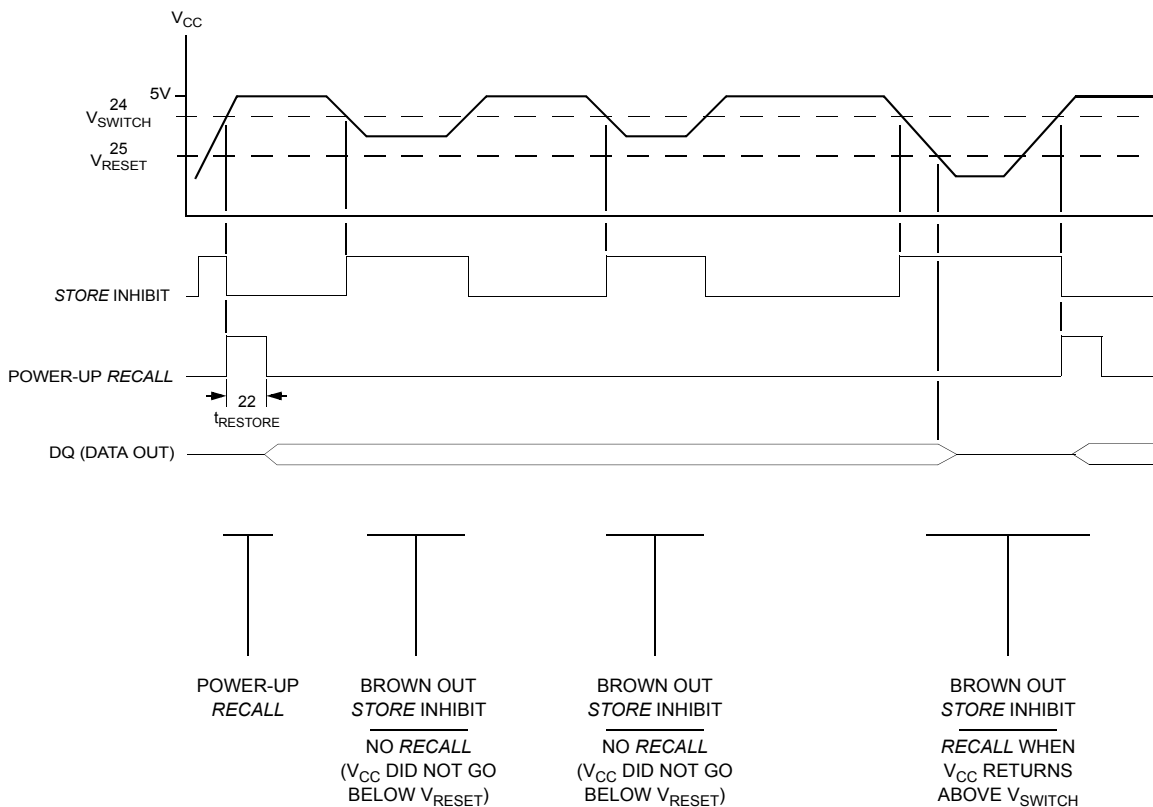 VCC
5V
24
VSWITCH
25
VRESET
STORE INHIBIT
POWER-UP RECALL
22
tRESTORE
DQ (DATA OUT)
POWER-UP
RECALL
BROWN OUT
STORE INHIBIT
NO RECALL
(VCC DID NOT GO
BELOW VRESET)
BROWN OUT
STORE INHIBIT
NO RECALL
(VCC DID NOT GO
BELOW VRESET)
BROWN OUT
STORE INHIBIT
RECALL WHEN
VCC RETURNS
ABOVE VSWITCH